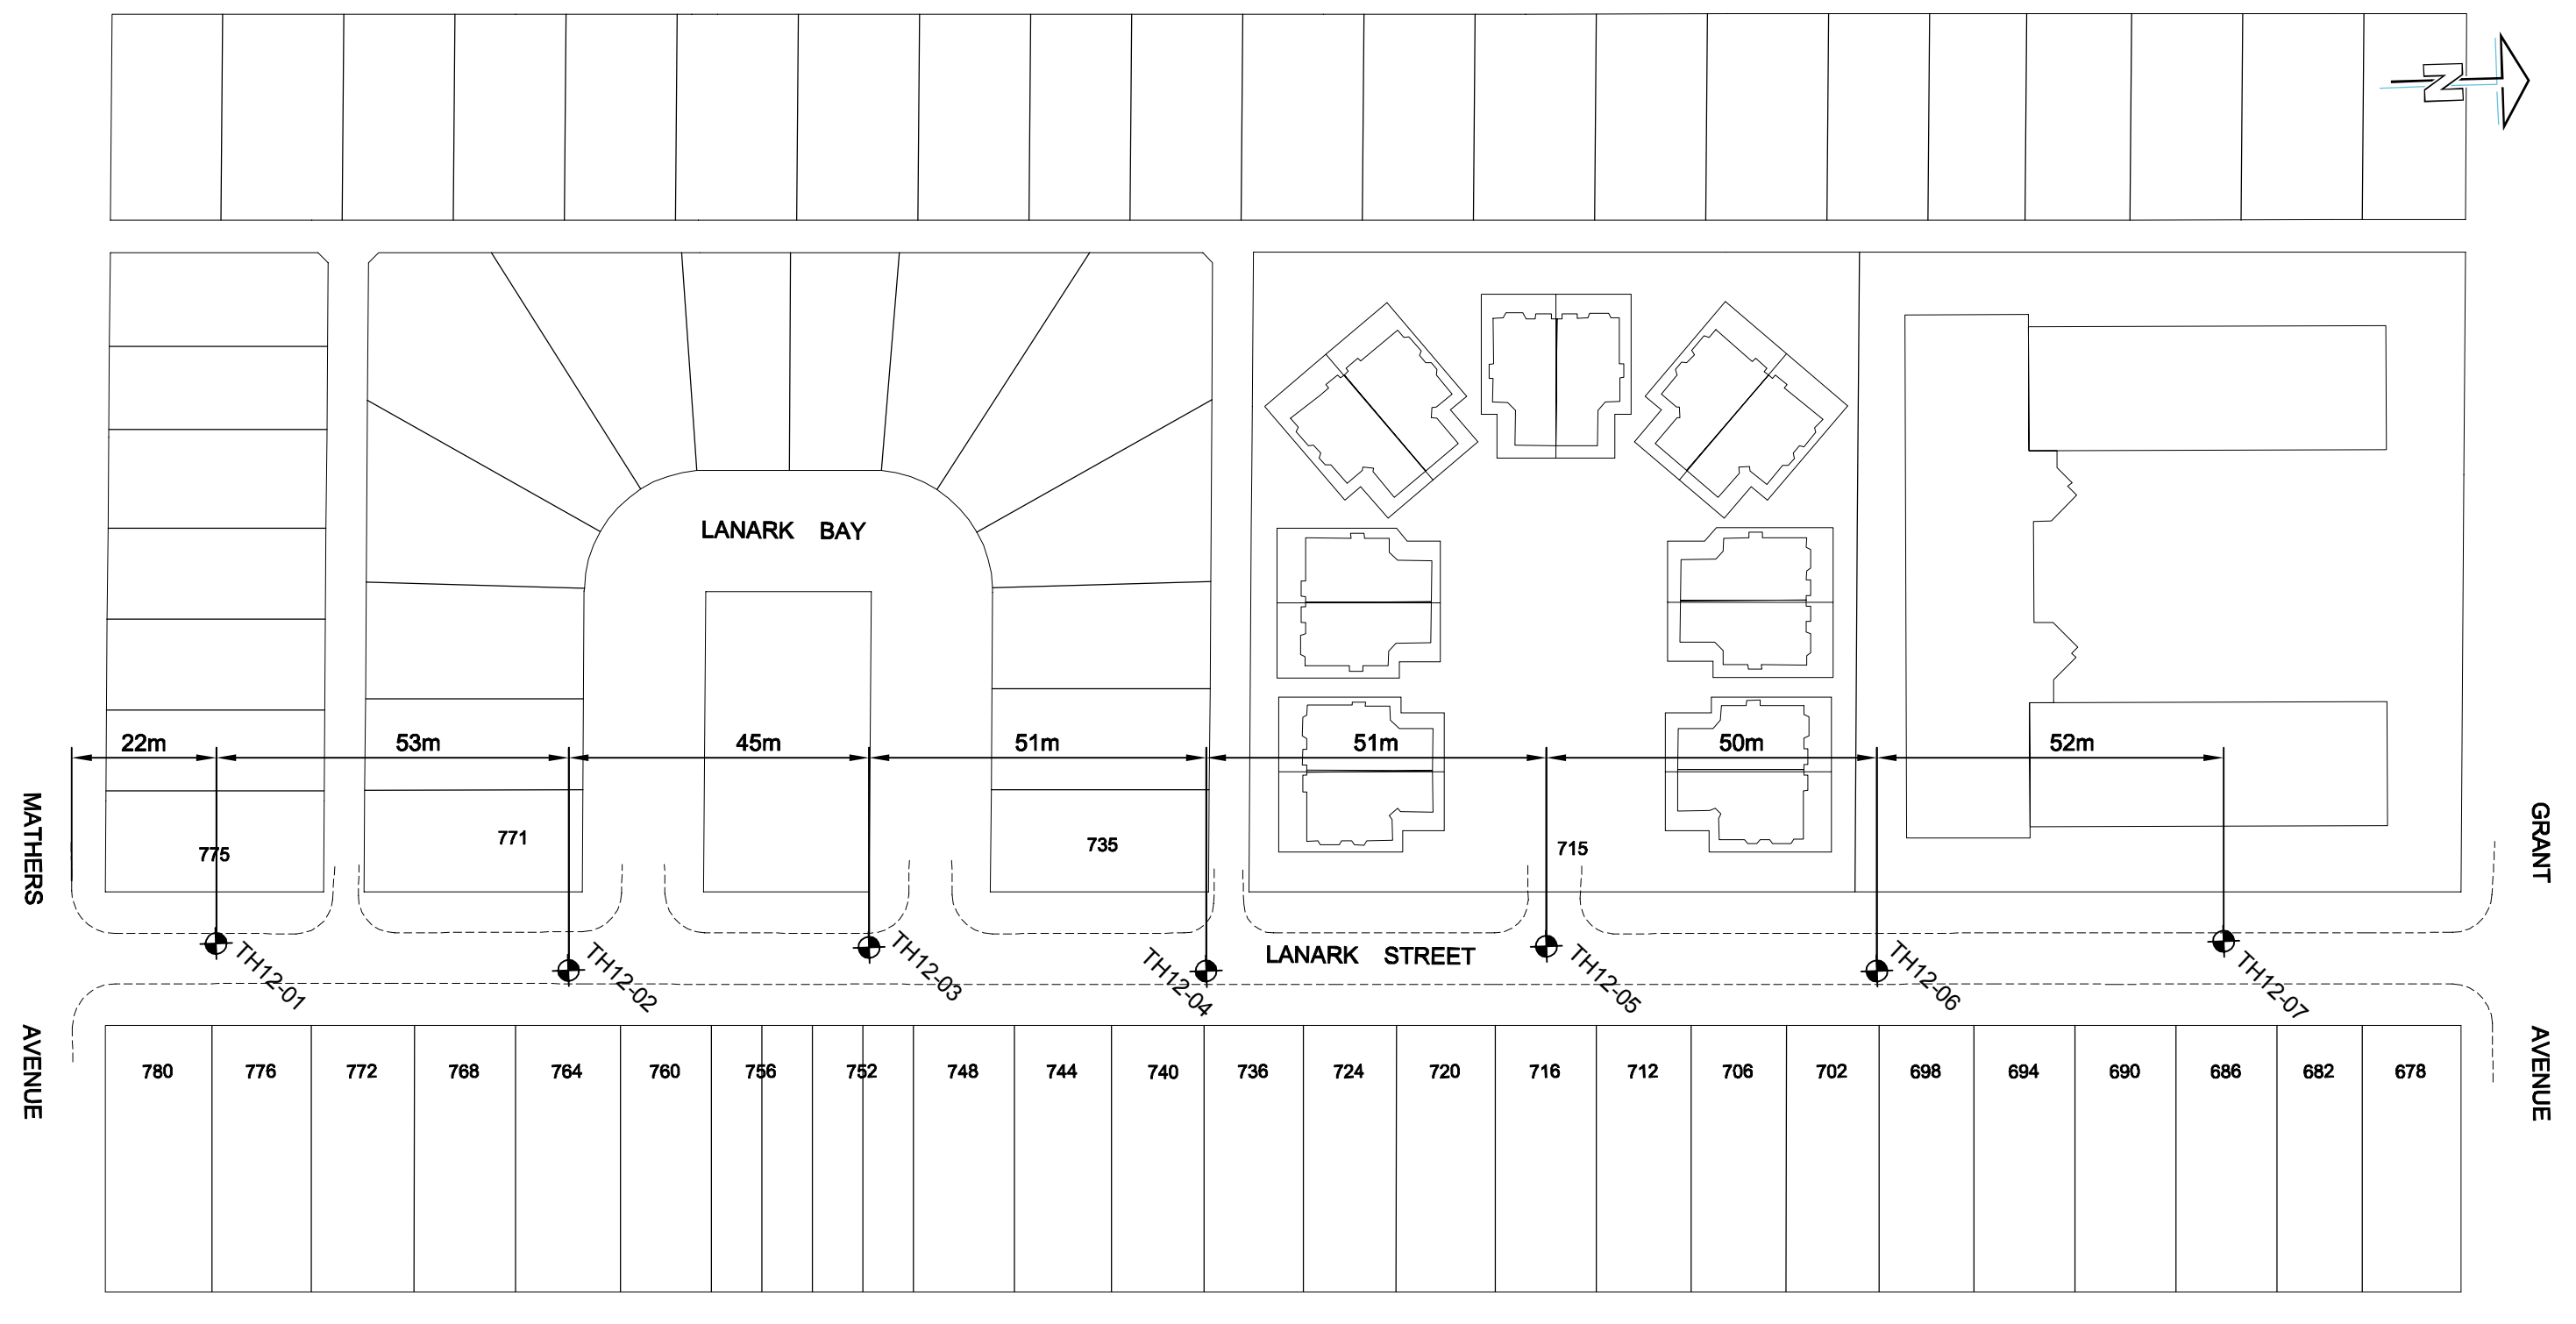 N
LANARK BAY
22m 53m 45m 51m 51m 50m 52m
MATHERS
GRANT
775
771
735
715
LANARK STREET
TH12-01
TH12-02
TH12-03
TH12-04
TH12-05
TH12-06
TH12-07
AVENUE
AVENUE
780 776 772 768 764 760 756 752 748 744 740 736 724 720 716 712 706 702 698 694 690 686 682 678